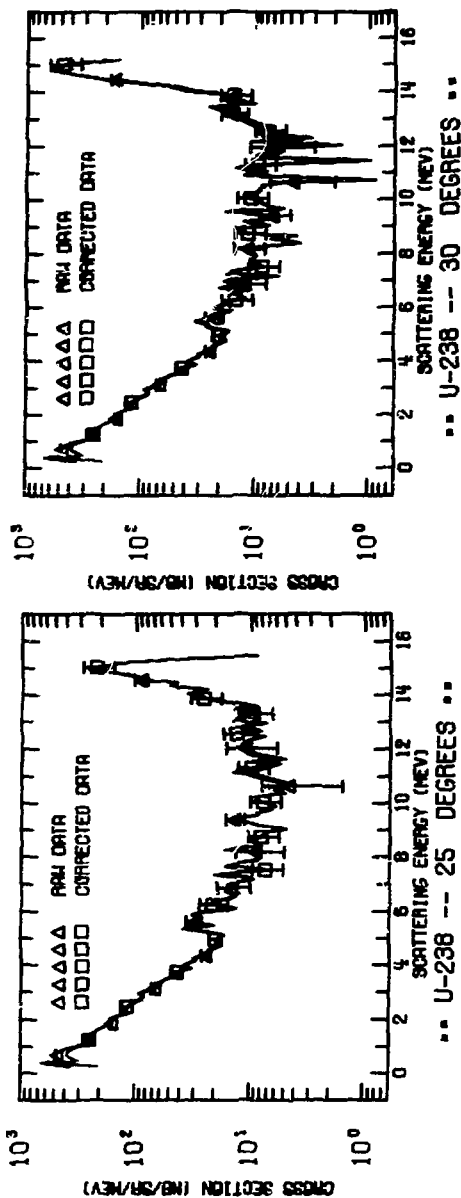 10³
10²
10¹
10⁰
CROSS SECTION (MB/SR/MEV)
△△△△△ RAW DATA
□□□□□ CORRECTED DATA
0 2 4 6 8 10 12 14 16
SCATTERING ENERGY (MEV)
** U-238 -- 25 DEGREES **
10³
10²
10¹
10⁰
CROSS SECTION (MB/SR/MEV)
△△△△△ RAW DATA
□□□□□ CORRECTED DATA
0 2 4 6 8 10 12 14 16
SCATTERING ENERGY (MEV)
** U-238 -- 30 DEGREES **